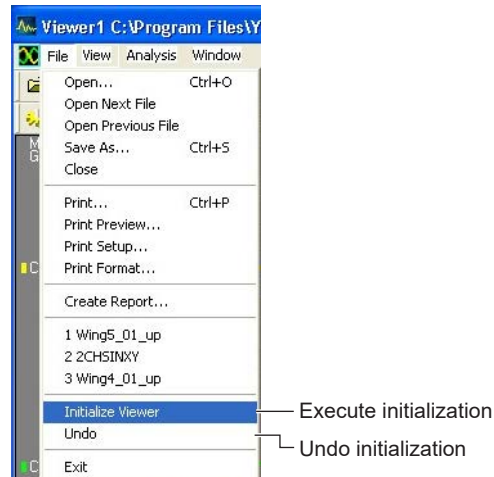 Viewer1 C:\Program Files\Y
File View Analysis Window
Open... Ctrl+O
Open Next File
Open Previous File
Save As... Ctrl+S
Close
Print... Ctrl+P
Print Preview...
Print Setup...
Print Format...
Create Report...
1 Wing5_01_up
2 2CHSINXY
3 Wing4_01_up
Initialize Viewer
Execute initialization
Undo
Undo initialization
Exit